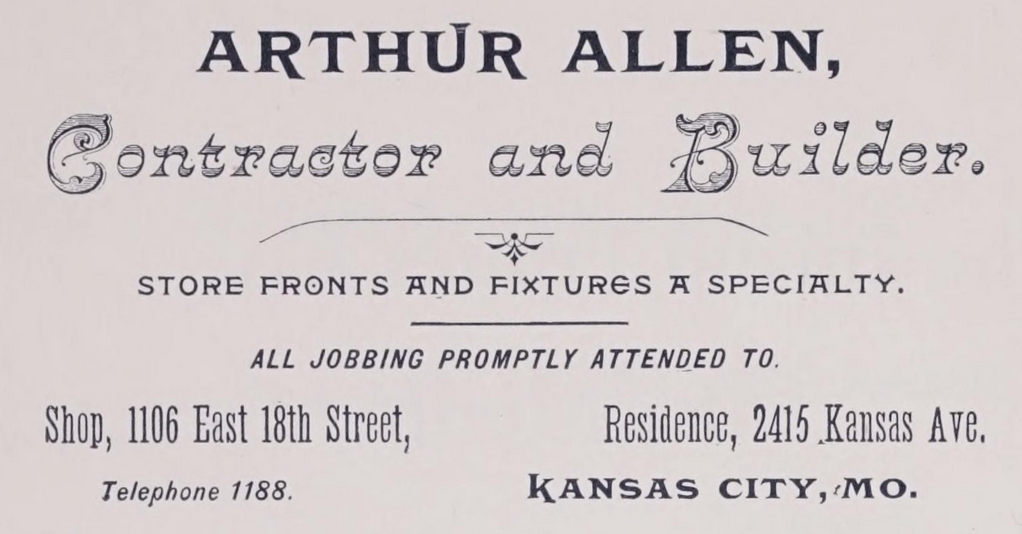 ARTHUR ALLEN,
Contractor and Builder.
STORE FRONTS AND FIXTURES A SPECIALTY.
ALL JOBBING PROMPTLY ATTENDED TO.
Shop, 1106 East 18th Street,
Residence, 2415 Kansas Ave.
Telephone 1188.
KANSAS CITY, MO.